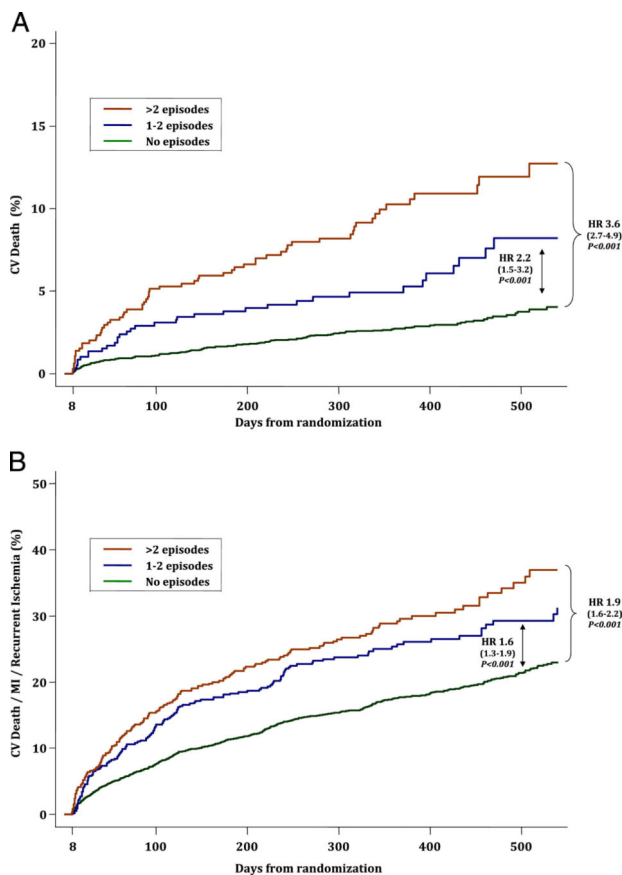 A
CV Death (%)
20
15
10
5
0
>2 episodes
1-2 episodes
No episodes
HR 3.6
(2.7-4.9)
P<0.001
HR 2.2
(1.5-3.2)
P<0.001
8 100 200 300 400 500
Days from randomization
B
CV Death / MI / Recurrent Ischemia (%)
50
40
30
20
10
0
>2 episodes
1-2 episodes
No episodes
HR 1.9
(1.6-2.2)
P<0.001
HR 1.6
(1.3-1.9)
P<0.001
8 100 200 300 400 500
Days from randomization